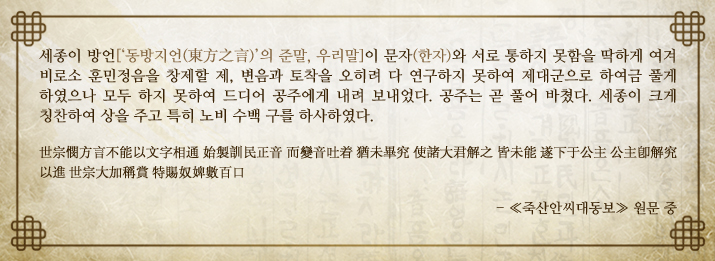 세종이 방언['동방지언(東方之言)'의 준말, 우리말]이 문자(한자)와 서로 통하지 못함을 딱하게 여겨
비로소 훈민정음을 창제할 제, 변음과 토착을 오히려 다 연구하지 못하여 제대군으로 하여금 풀게
하였으나 모두 하지 못하여 드디어 공주에게 내려 보내었다. 공주는 곧 풀어 바쳤다. 세종이 크게
칭찬하여 상을 주고 특히 노비 수백 구를 하사하였다.
世宗憫方言不能以文字相通 始製訓民正音 而變音吐着 猶未畢究 使諸大君解之 皆未能 遂下于公主 公主卽解究
以進 世宗大加稱賞 特賜奴婢數百口
- ≪죽산안씨대동보≫ 원문 중